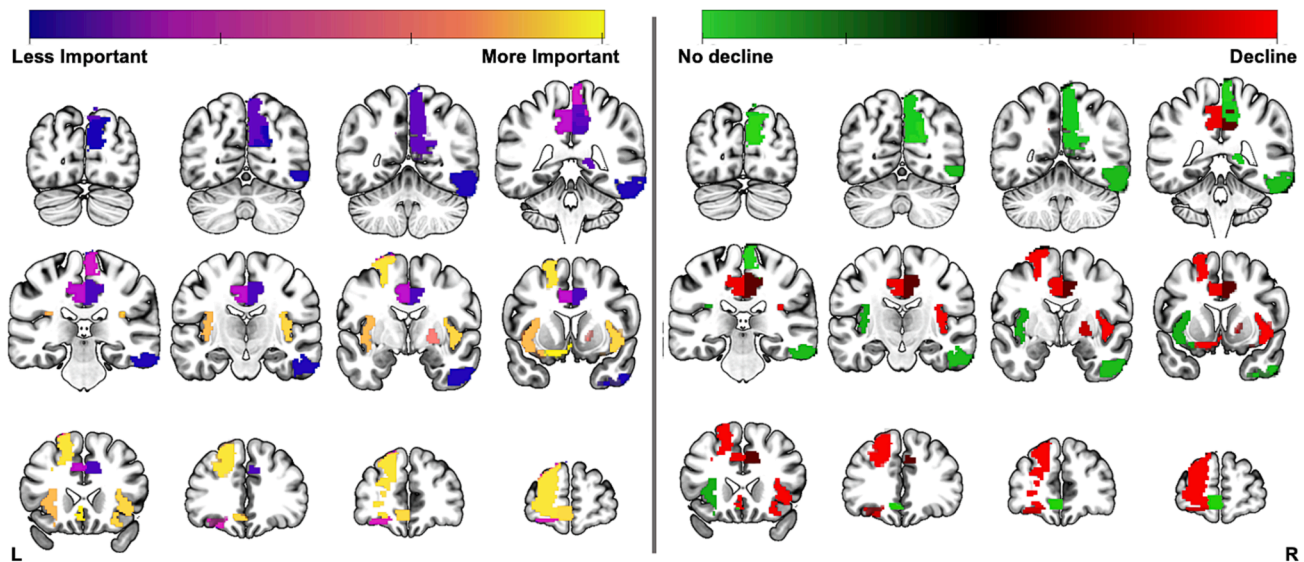 Less Important
More Important
No decline
Decline
L
R